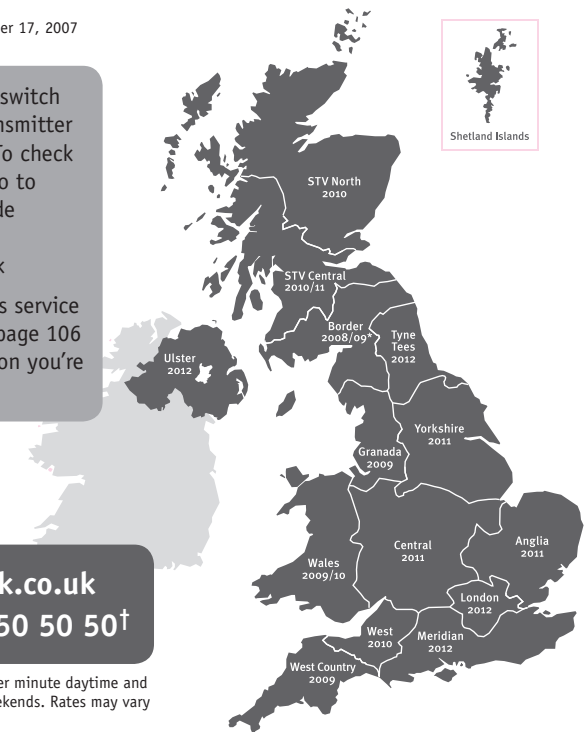 er 17, 2007
switch
nsmitter
o check
o to
de
k
s service
page 106
on you're
k.co.uk
50 50 50†
er minute daytime and
ekends. Rates may vary
Shetland Islands
STV North
2010
STV Central
2010/11
Border
2008/09*
Tyne
Tees
2012
Ulster
2012
Yorkshire
2011
Granada
2009
Wales
2009/10
Central
2011
Anglia
2011
London
2012
West
2010
Meridian
2012
West Country
2009